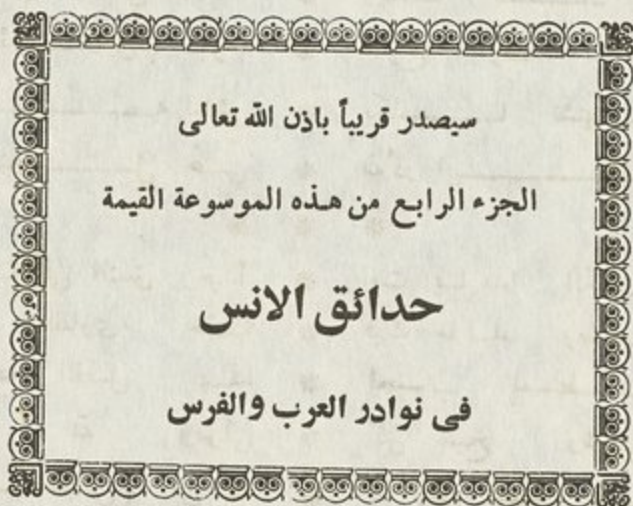 سيصدر قريباً باذن الله تعالى
الجزء الرابع من هذه الموسوعة القيمة
حدائق الانس
فى نوادر العرب والفرس